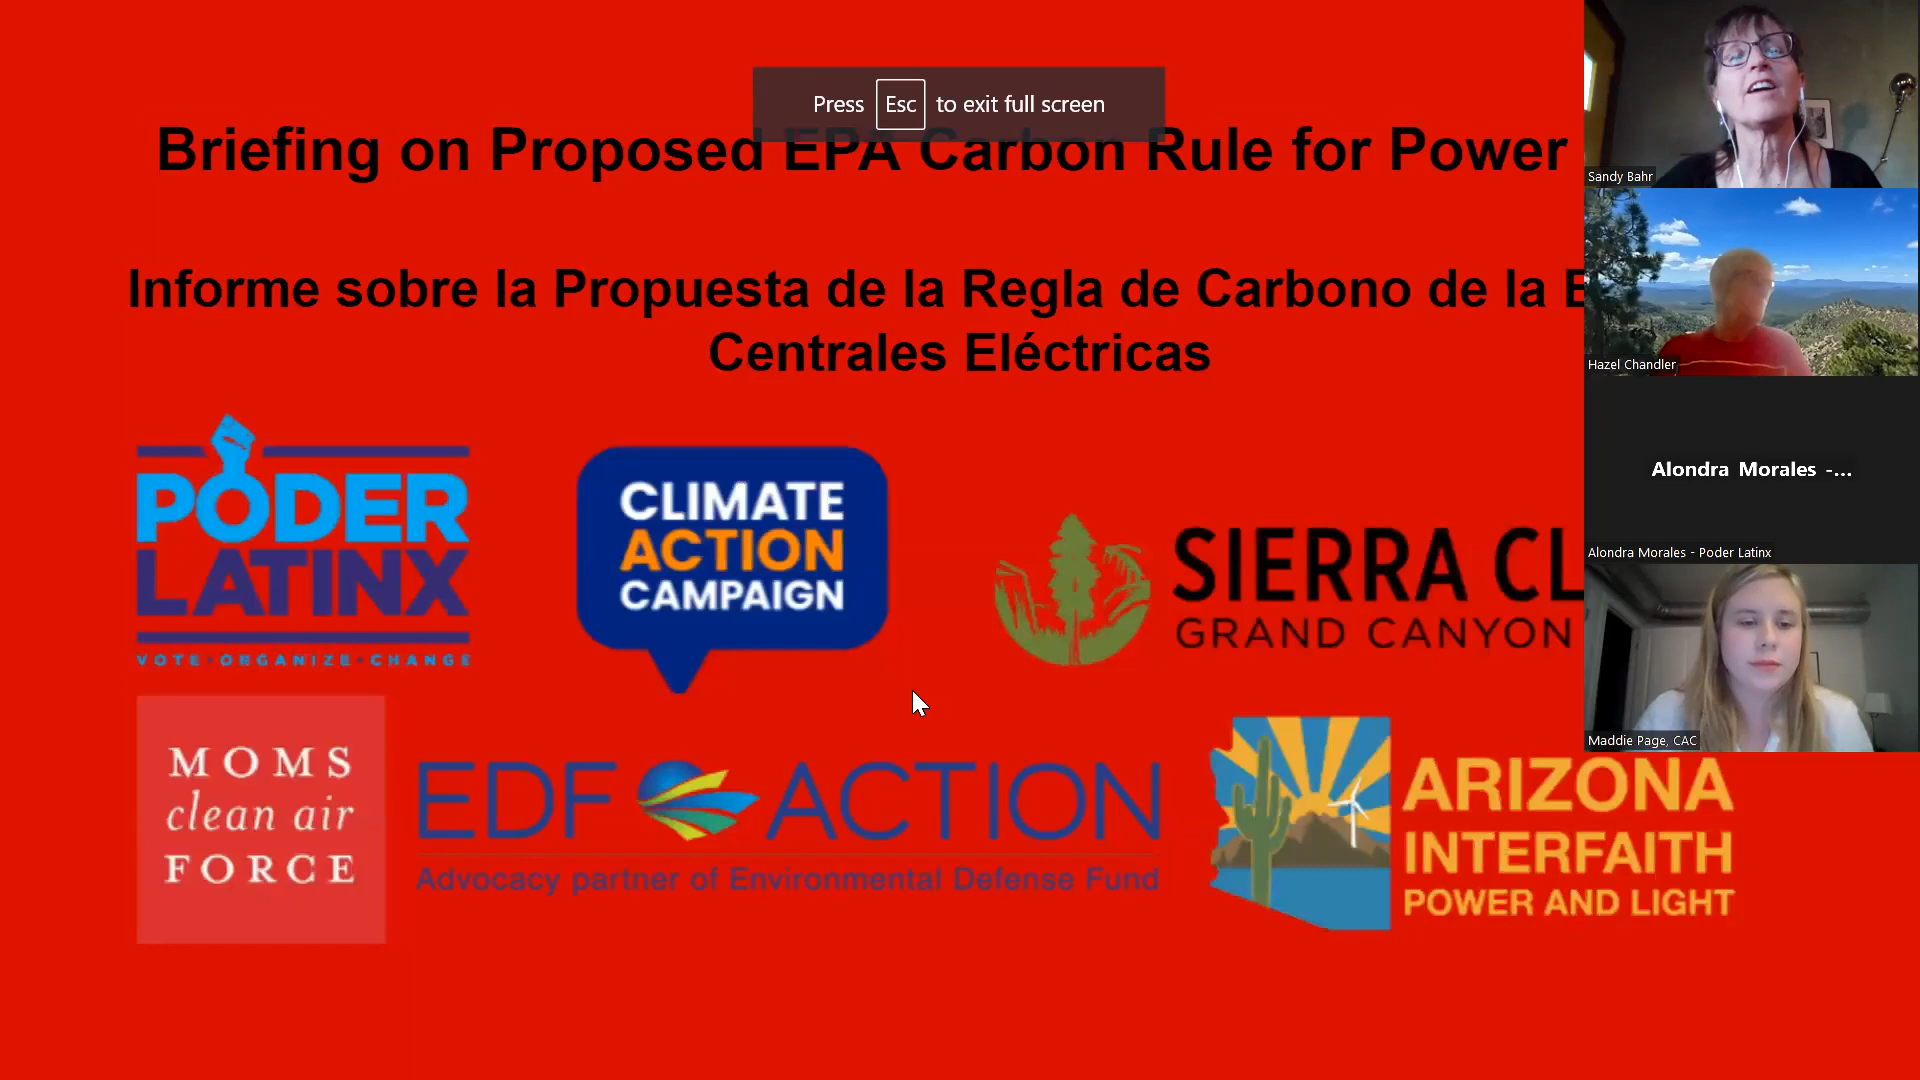 Press Esc to exit full screen
Briefing on Proposed EPA Carbon Rule for Power
Informe sobre la Propuesta de la Regla de Carbono de la
Centrales Eléctricas
PODER
LATINX
VOTE · ORGANIZE · CHANGE
CLIMATE
ACTION
CAMPAIGN
SIERRA CL
GRAND CANYON
MOMS
clean air
FORCE
EDF ACTION
Advocacy partner of Environmental Defense Fund
ARIZONA
INTERFAITH
POWER AND LIGHT
Sandy Bahr
Hazel Chandler
Alondra Morales -...
Alondra Morales - Poder Latinx
Maddie Page, CAC